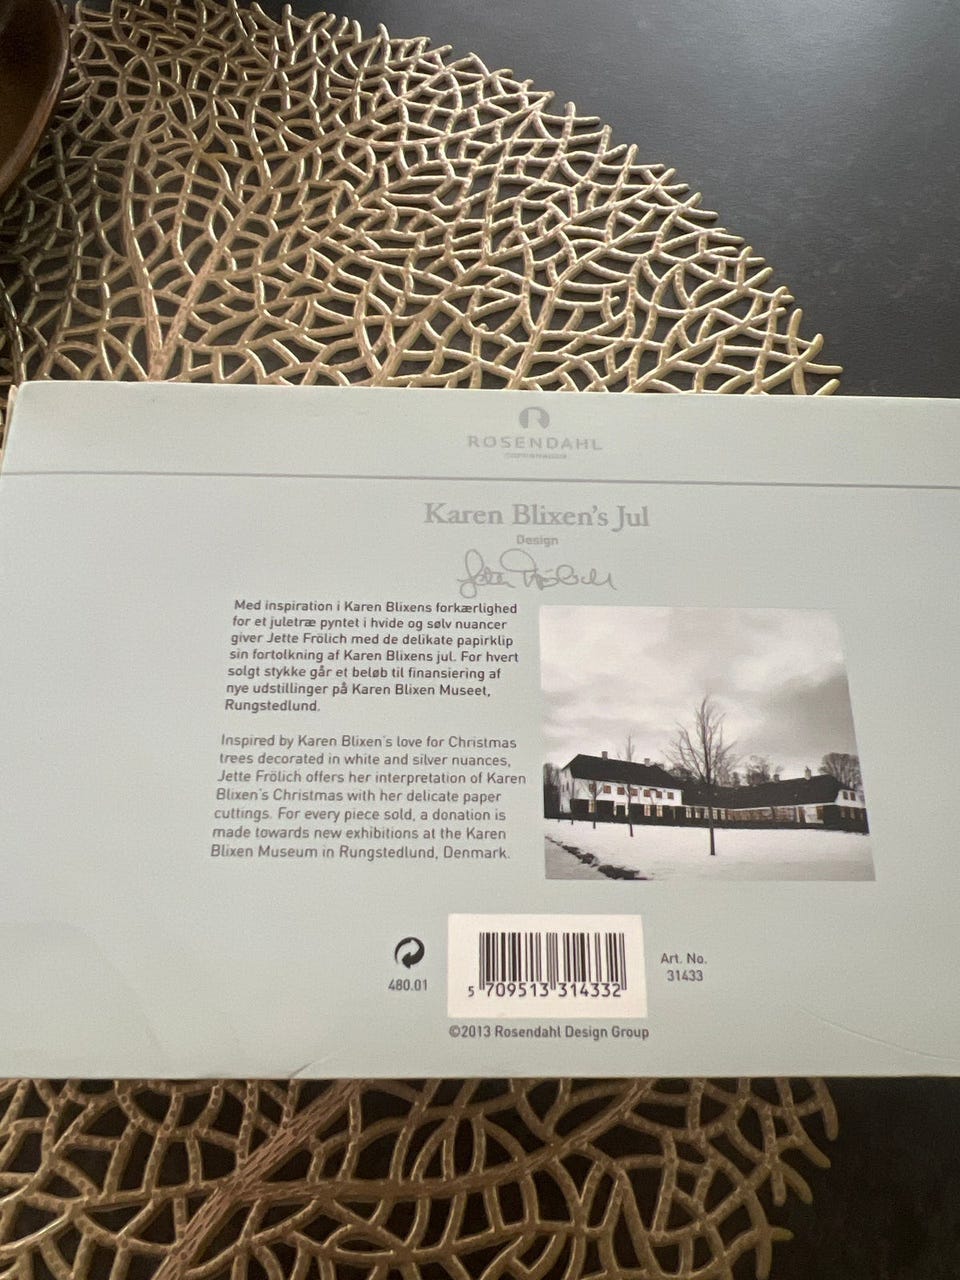 ROSENDAHL
COPENHAGEN
Karen Blixen's Jul
Design
Jette Frölich
Med inspiration i Karen Blixens forkærlighed
for et juletræ pyntet i hvide og sølv nuancer
giver Jette Frölich med de delikate papirklip
sin fortolkning af Karen Blixens jul. For hvert
solgt stykke går et beløb til finansiering af
nye udstillinger på Karen Blixen Museet,
Rungstedlund.
Inspired by Karen Blixen's love for Christmas
trees decorated in white and silver nuances,
Jette Frölich offers her interpretation of Karen
Blixen's Christmas with her delicate paper
cuttings. For every piece sold, a donation is
made towards new exhibitions at the Karen
Blixen Museum in Rungstedlund, Denmark.
480.01
5 709513 314332
Art. No.
31433
©2013 Rosendahl Design Group